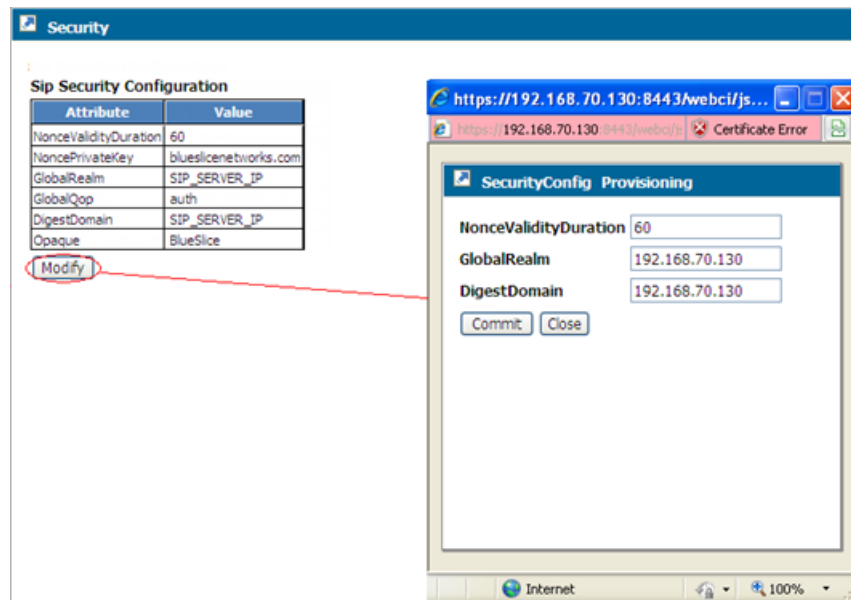 Security
Sip Security Configuration
Attribute Value
NonceValidityDuration 60
NoncePrivateKey blueslicenetworks.com
GlobalRealm SIP_SERVER_IP
GlobalQop auth
DigestDomain SIP_SERVER_IP
Opaque BlueSlice
Modify
https://192.168.70.130:8443/webci/js...
https://192.168.70.130:8443/webci/ Certificate Error
SecurityConfig Provisioning
NonceValidityDuration 60
GlobalRealm 192.168.70.130
DigestDomain 192.168.70.130
Commit Close
Internet 100%